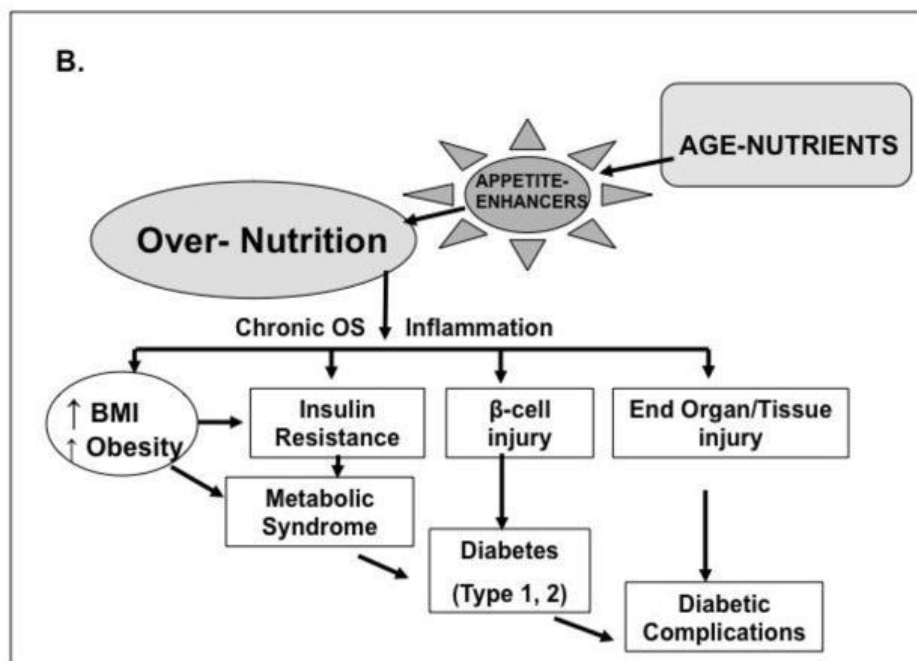 B.
AGE-NUTRIENTS
APPETITE-
ENHANCERS
Over- Nutrition
Chronic OS Inflammation
↑ BMI
↑ Obesity
Insulin
Resistance
β-cell
injury
End Organ/Tissue
injury
Metabolic
Syndrome
Diabetes
(Type 1, 2)
Diabetic
Complications